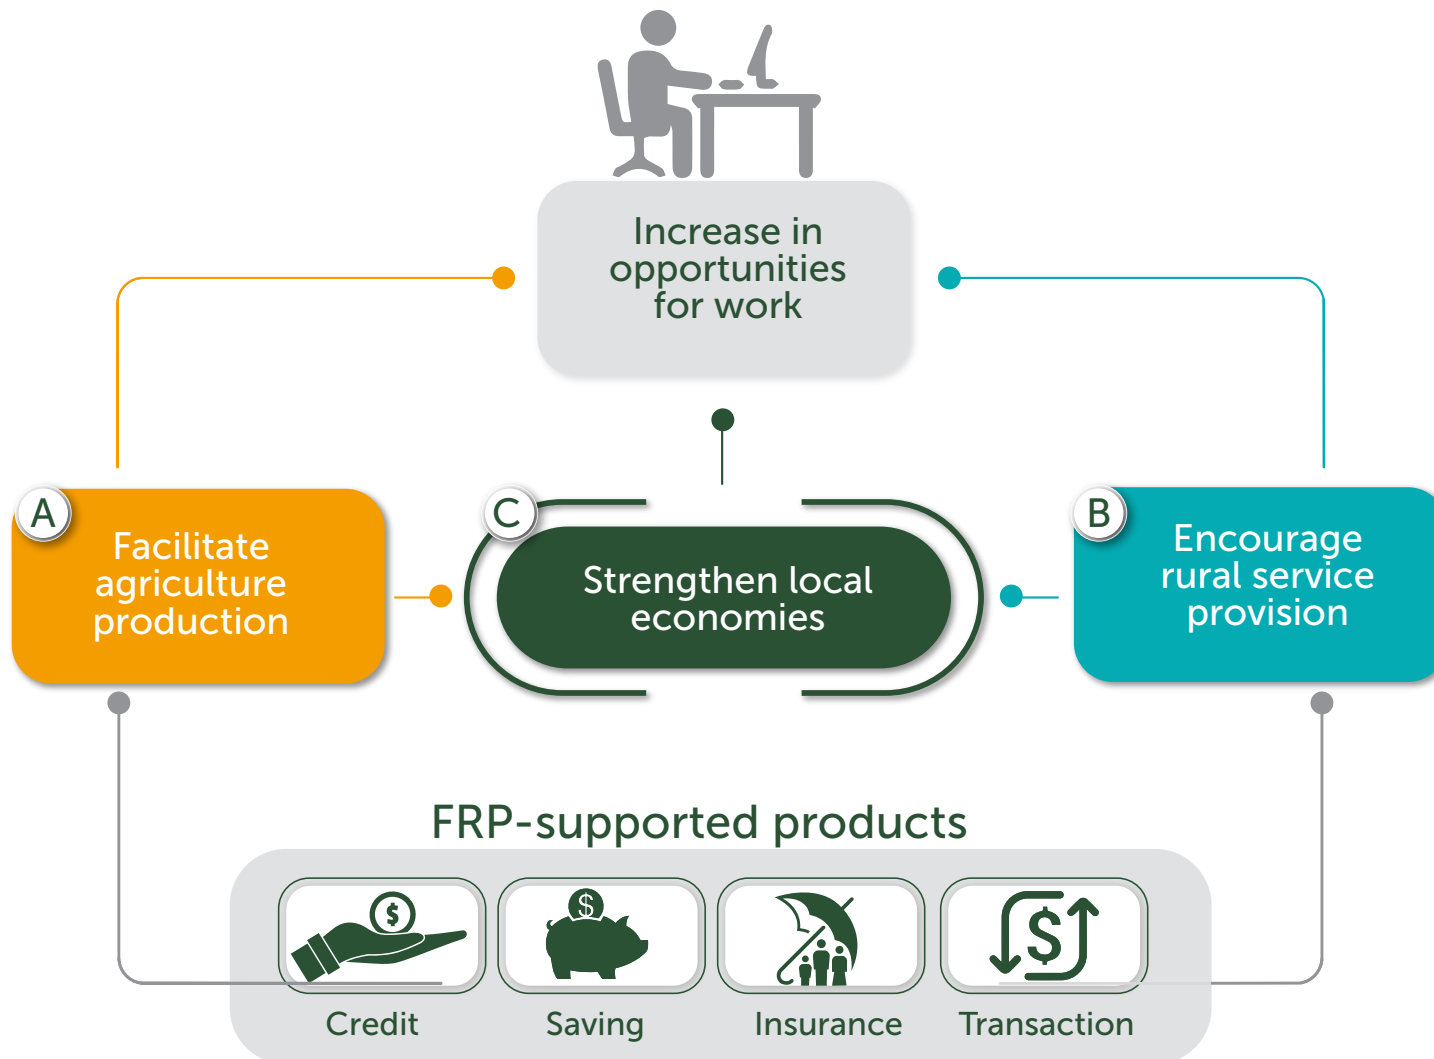 Increase in
opportunities
for work
A
Facilitate
agriculture
production
C
Strengthen local
economies
B
Encourage
rural service
provision
FRP-supported products
$
$
$
Credit
Saving
Insurance
Transaction